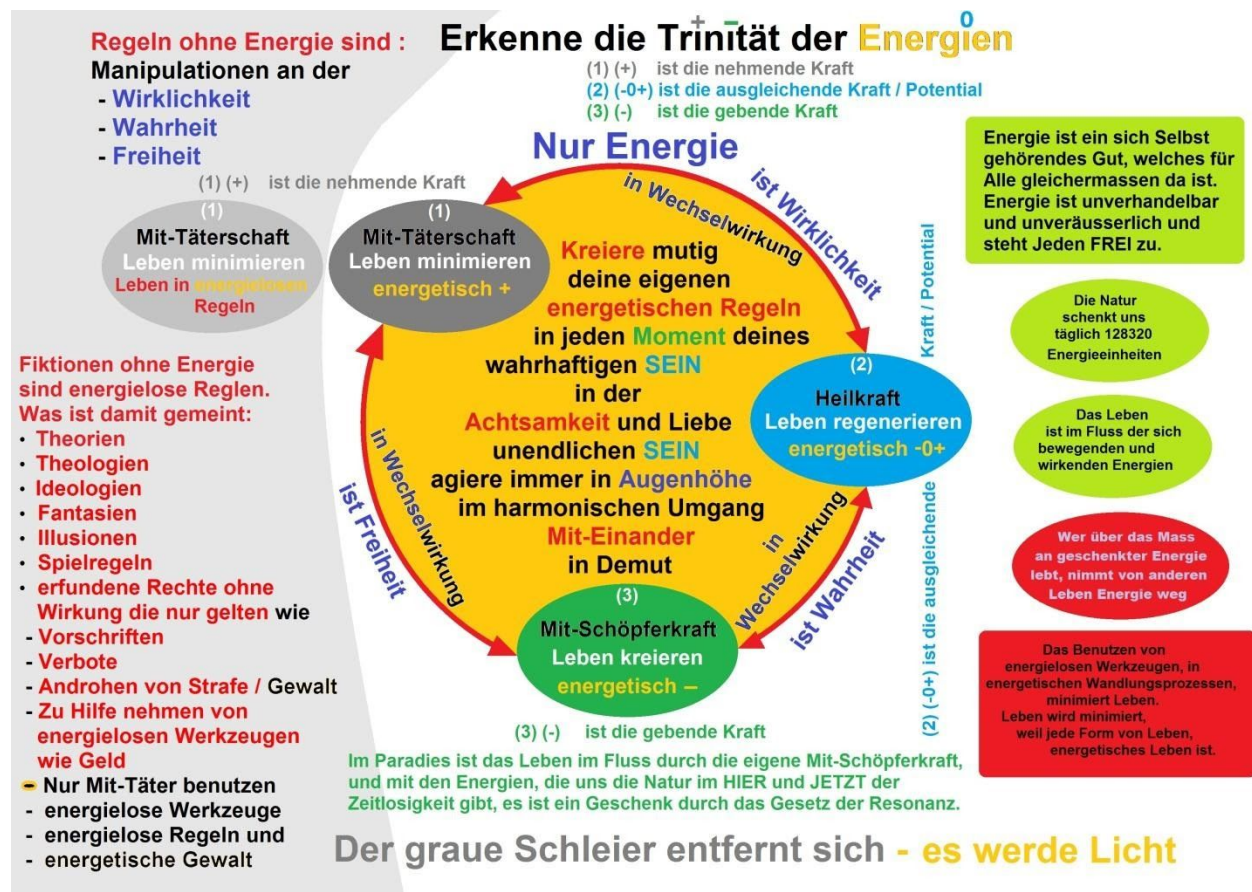 Regeln ohne Energie sind :
Manipulationen an der
- Wirklichkeit
- Wahrheit
- Freiheit
+ – 0
Erkenne die Trinität der Energien
(1) (+) ist die nehmende Kraft
(2) (-0+) ist die ausgleichende Kraft / Potential
(3) (-) ist die gebende Kraft
Nur Energie
(1) (+) ist die nehmende Kraft
(1)
Mit-Täterschaft
Leben minimieren
Leben in energielosen
Regeln
(1)
Mit-Täterschaft
Leben minimieren
energetisch +
in Wechselwirkung
ist Wirklichkeit
Kreiere mutig
deine eigenen
energetischen Regeln
in jeden Moment deines
wahrhaftigen SEIN
in der
Achtsamkeit und Liebe
unendlichen SEIN
agiere immer in Augenhöhe
im harmonischen Umgang
Mit-Einander
in Demut
(2)
Heilkraft
Leben regenerieren
energetisch -0+
in Wechselwirkung
ist Freiheit
in
Wechselwirkung
ist Wahrheit
(3)
Mit-Schöpferkraft
Leben kreieren
energetisch –
(3) (-) ist die gebende Kraft
(2) (-0+) ist die ausgleichende Kraft / Potential
Fiktionen ohne Energie
sind energielose Reglen.
Was ist damit gemeint:
· Theorien
· Theologien
· Ideologien
· Fantasien
· Illusionen
· Spielregeln
· erfundene Rechte ohne
Wirkung die nur gelten wie
- Vorschriften
- Verbote
- Androhen von Strafe / Gewalt
- Zu Hilfe nehmen von
energielosen Werkzeugen
wie Geld
- Nur Mit-Täter benutzen
- energielose Werkzeuge
- energielose Regeln und
- energetische Gewalt
Energie ist ein sich Selbst
gehörendes Gut, welches für
Alle gleichermassen da ist.
Energie ist unverhandelbar
und unveräusserlich und
steht Jeden FREI zu.
Die Natur
schenkt uns
täglich 128320
Energieeinheiten
Das Leben
ist im Fluss der sich
bewegenden und
wirkenden Energien
Wer über das Mass
an geschenkter Energie
lebt, nimmt von anderen
Leben Energie weg
Das Benutzen von
energielosen Werkzeugen, in
energetischen Wandlungsprozessen,
minimiert Leben.
Leben wird minimiert,
weil jede Form von Leben,
energetisches Leben ist.
Im Paradies ist das Leben im Fluss durch die eigene Mit-Schöpferkraft,
und mit den Energien, die uns die Natur im HIER und JETZT der
Zeitlosigkeit gibt, es ist ein Geschenk durch das Gesetz der Resonanz.
Der graue Schleier entfernt sich - es werde Licht